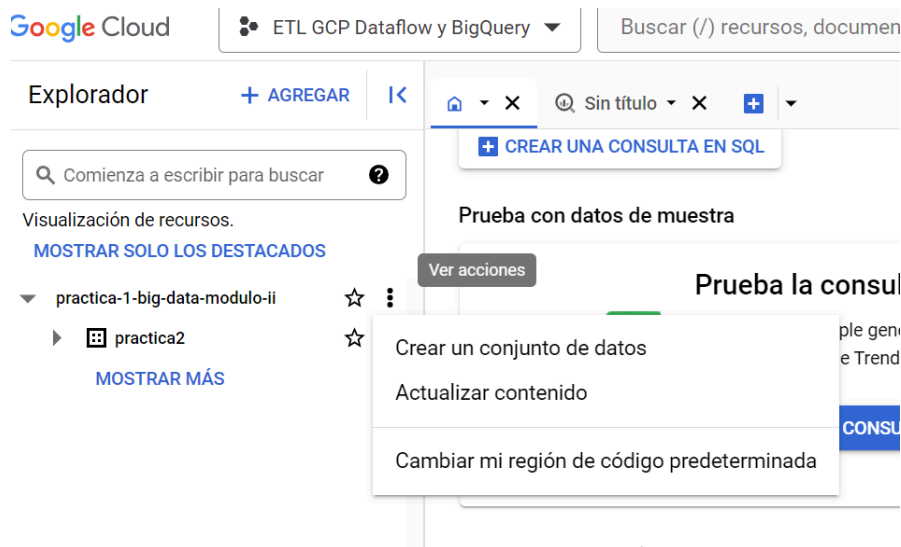 Google Cloud
ETL GCP Dataflow y BigQuery
Buscar (/) recursos, documen
Explorador
AGREGAR
Sin título
CREAR UNA CONSULTA EN SQL
Comienza a escribir para buscar
Visualización de recursos.
MOSTRAR SOLO LOS DESTACADOS
Prueba con datos de muestra
Ver acciones
practica-1-big-data-modulo-ii
Prueba la consul
practica2
MOSTRAR MÁS
Crear un conjunto de datos
Actualizar contenido
Cambiar mi región de código predeterminada
ple gen
e Trend
CONSU